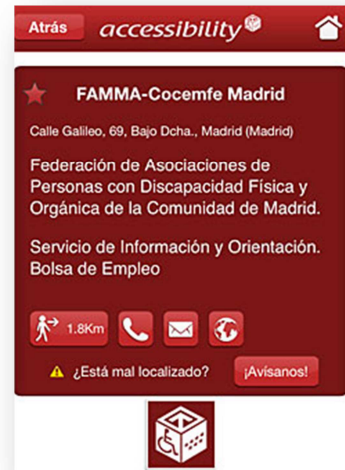 Atrás accessibility
FAMMA-Cocemfe Madrid
Calle Galileo, 69, Bajo Dcha., Madrid (Madrid)
Federación de Asociaciones de
Personas con Discapacidad Física y
Orgánica de la Comunidad de Madrid.
Servicio de Información y Orientación.
Bolsa de Empleo
1.8Km
¿Está mal localizado? ¡Avísanos!